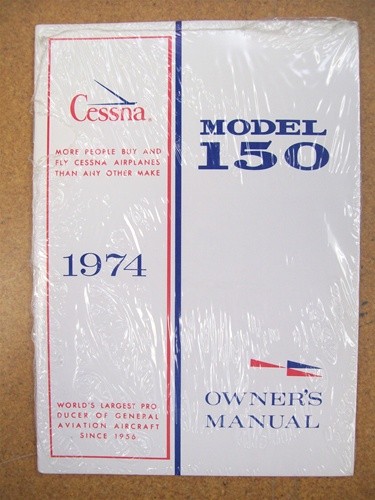 Cessna
MORE PEOPLE BUY AND
FLY CESSNA AIRPLANES
THAN ANY OTHER MAKE
1974
WORLD'S LARGEST PRO
DUCER OF GENERAL
AVIATION AIRCRAFT
SINCE 1956
MODEL
150
OWNER'S
MANUAL